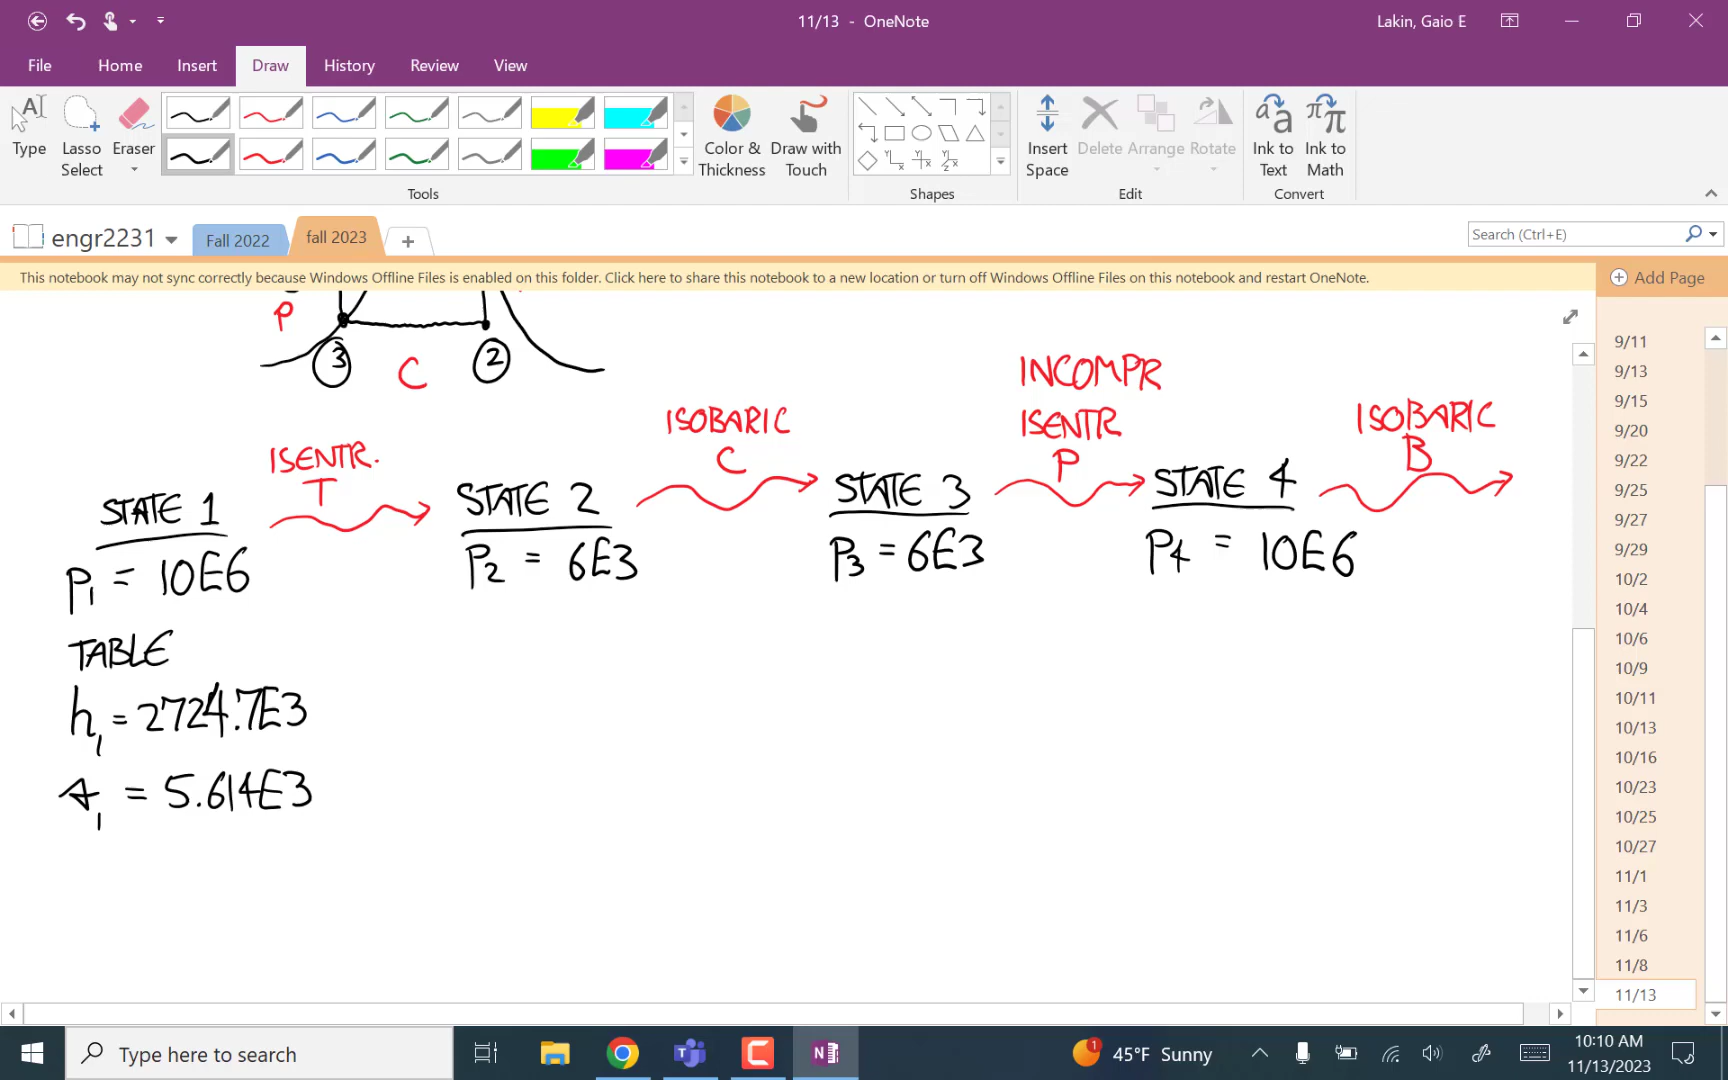 11/13 - OneNote
Lakin, Gaio E
File Home Insert Draw History Review View
Type
Lasso Select
Eraser
Color & Thickness
Draw with Touch
Insert Space
Delete
Arrange
Rotate
Ink to Text
Ink to Math
Tools
Shapes
Edit
Convert
engr2231
Fall 2022
fall 2023
Search (Ctrl+E)
This notebook may not sync correctly because Windows Offline Files is enabled on this folder. Click here to share this notebook to a new location or turn off Windows Offline Files on this notebook and restart OneNote.
Add Page
P
3
2
C
ISENTR.
T
ISOBARIC
C
INCOMPR
ISENTR
P
ISOBARIC
B
STATE 1
STATE 2
STATE 3
STATE 4
P1 = 10E6
P2 = 6E3
P3 = 6E3
P4 = 10E6
TABLE
h1 = 2724.7E3
s1 = 5.614E3
9/11
9/13
9/15
9/20
9/22
9/25
9/27
9/29
10/2
10/4
10/6
10/9
10/11
10/13
10/16
10/23
10/25
10/27
11/1
11/3
11/6
11/8
11/13
Type here to search
1
45°F Sunny
10:10 AM
11/13/2023